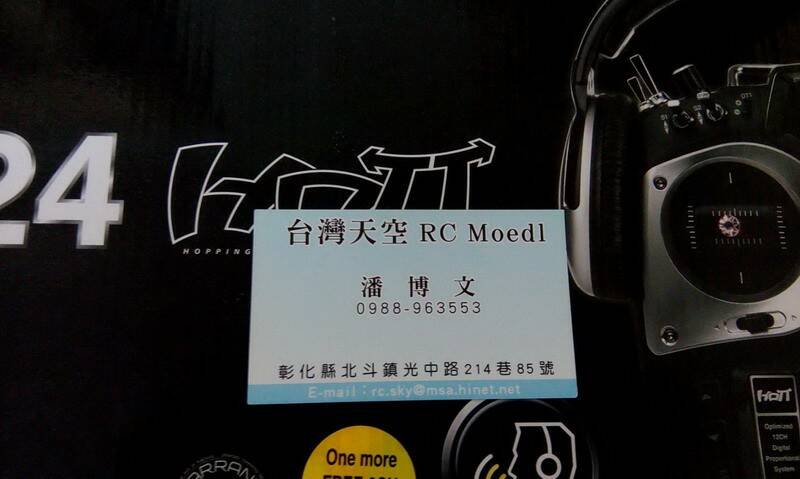 24
HoTT
HOPPING
台灣天空 RC Moedl
潘博文
0988-963553
彰化縣北斗鎮光中路214巷85號
E-mail：rc.sky@msa.hinet.net
DT1
HoTT
Optimized
12CH
Digital
Proportional
System
One more